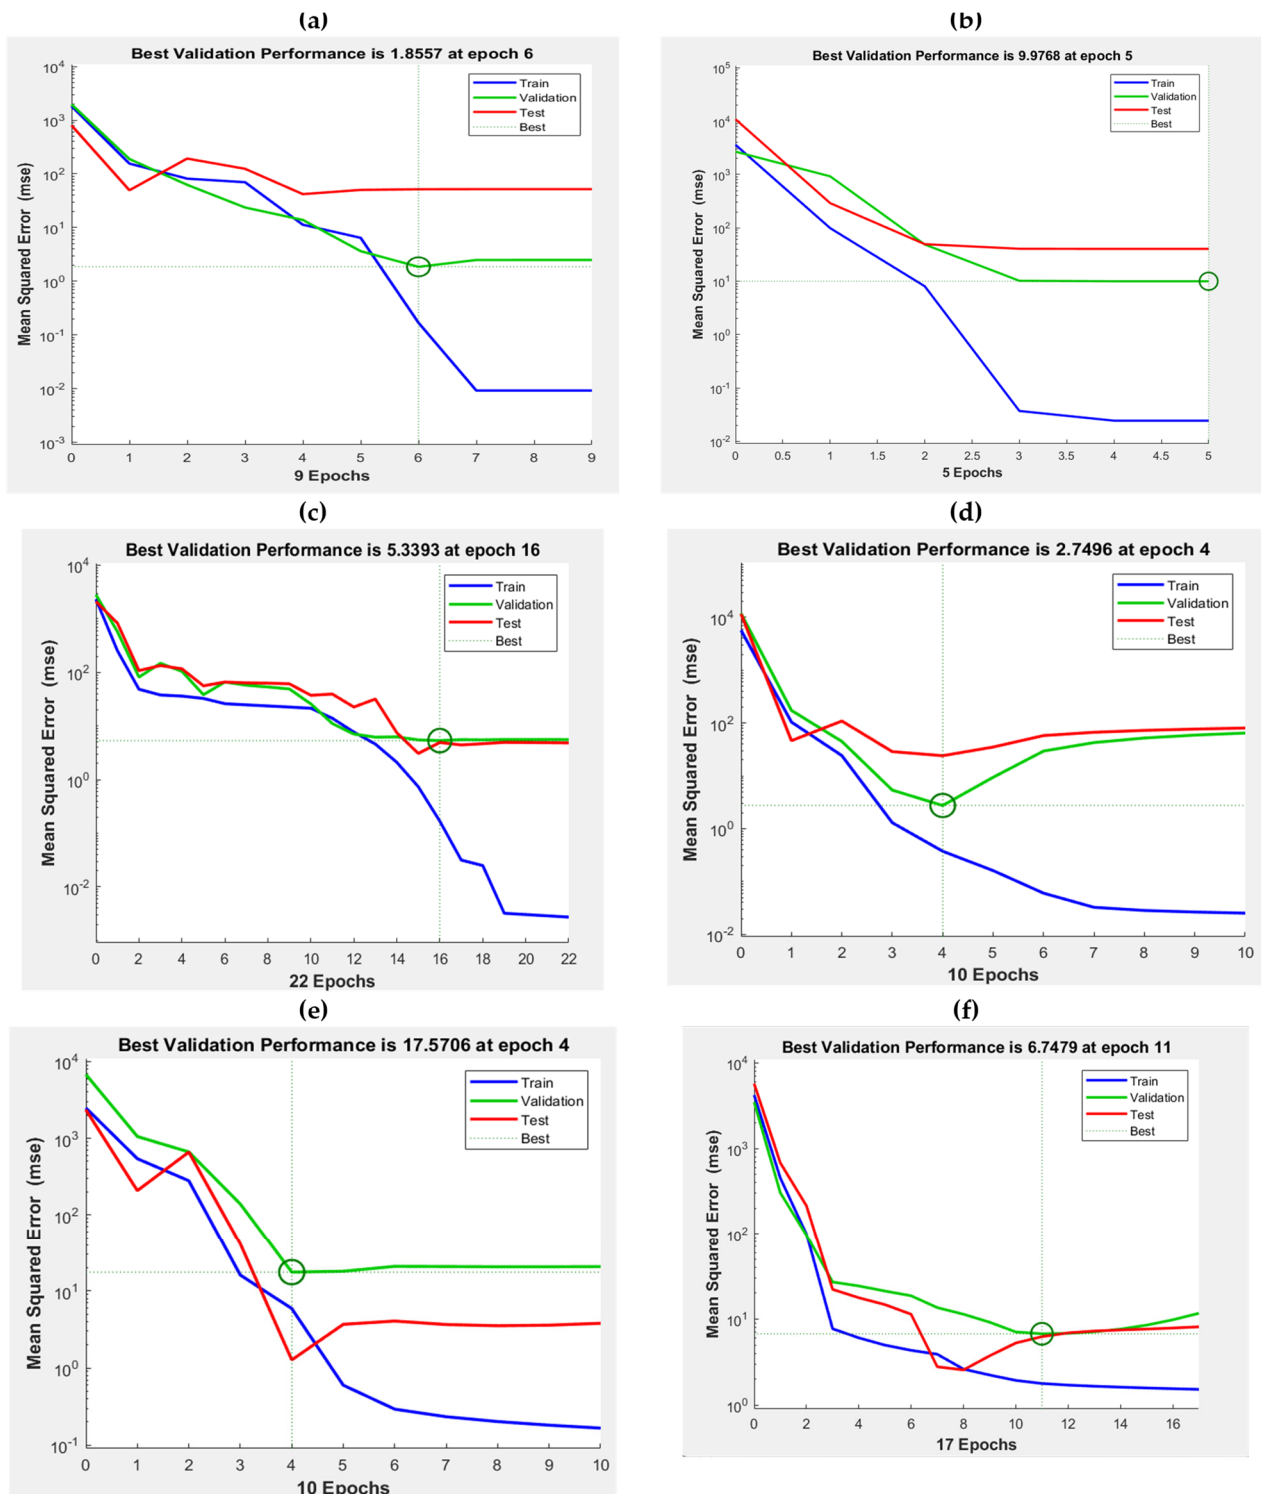 (a)
Best Validation Performance is 1.8557 at epoch 6
Mean Squared Error (mse)
10^4
10^3
10^2
10^1
10^0
10^-1
10^-2
10^-3
Train
Validation
Test
Best
0 1 2 3 4 5 6 7 8 9
9 Epochs
(b)
Best Validation Performance is 9.9768 at epoch 5
Mean Squared Error (mse)
10^5
10^4
10^3
10^2
10^1
10^0
10^-1
10^-2
Train
Validation
Test
Best
0 0.5 1 1.5 2 2.5 3 3.5 4 4.5 5
5 Epochs
(c)
Best Validation Performance is 5.3393 at epoch 16
Mean Squared Error (mse)
10^4
10^2
10^0
10^-2
Train
Validation
Test
Best
0 2 4 6 8 10 12 14 16 18 20 22
22 Epochs
(d)
Best Validation Performance is 2.7496 at epoch 4
Mean Squared Error (mse)
10^4
10^2
10^0
10^-2
Train
Validation
Test
Best
0 1 2 3 4 5 6 7 8 9 10
10 Epochs
(e)
Best Validation Performance is 17.5706 at epoch 4
Mean Squared Error (mse)
10^4
10^3
10^2
10^1
10^0
10^-1
Train
Validation
Test
Best
0 1 2 3 4 5 6 7 8 9 10
10 Epochs
(f)
Best Validation Performance is 6.7479 at epoch 11
Mean Squared Error (mse)
10^4
10^3
10^2
10^1
10^0
Train
Validation
Test
Best
0 2 4 6 8 10 12 14 16
17 Epochs